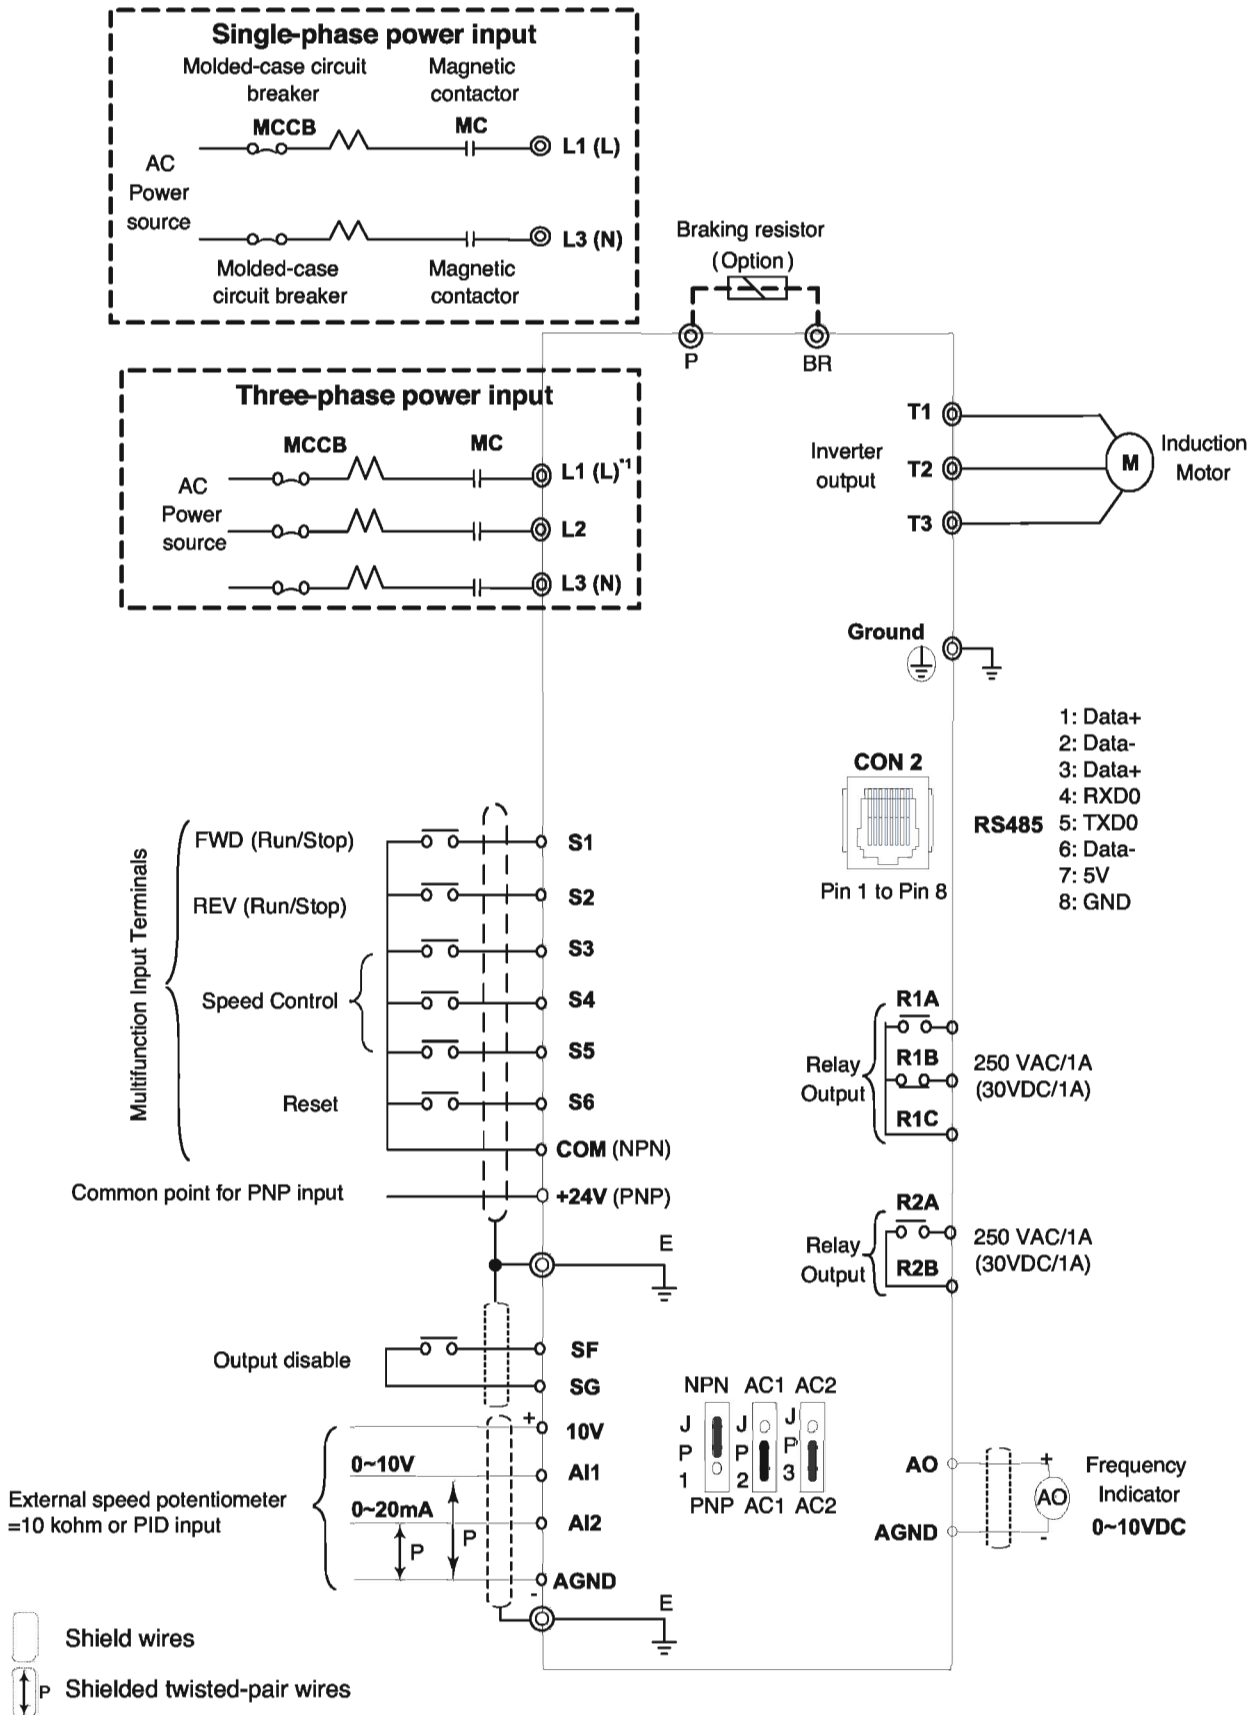 Single-phase power input
Molded-case circuit
breaker
Magnetic
contactor
MCCB
MC
L1 (L)
AC
Power
source
L3 (N)
Molded-case
circuit breaker
Magnetic
contactor
Braking resistor
(Option)
P
BR
Three-phase power input
MCCB
MC
L1 (L)*1
AC
Power
source
L2
L3 (N)
T1
Inverter
output
T2
T3
M
Induction
Motor
Ground
CON 2
Pin 1 to Pin 8
RS485
1: Data+
2: Data-
3: Data+
4: RXD0
5: TXD0
6: Data-
7: 5V
8: GND
Multifunction Input Terminals
FWD (Run/Stop)
S1
REV (Run/Stop)
S2
S3
Speed Control
S4
S5
Reset
S6
COM (NPN)
Common point for PNP input
+24V (PNP)
E
R1A
Relay
Output
R1B
R1C
250 VAC/1A
(30VDC/1A)
R2A
Relay
Output
R2B
250 VAC/1A
(30VDC/1A)
Output disable
SF
SG
+
10V
0~10V
AI1
External speed potentiometer
=10 kohm or PID input
0~20mA
AI2
P
P
AGND
-
E
NPN AC1 AC2
J
P
1
J
P
2
J
P
3
PNP AC1 AC2
AO
AGND
+
AO
-
Frequency
Indicator
0~10VDC
Shield wires
P
Shielded twisted-pair wires